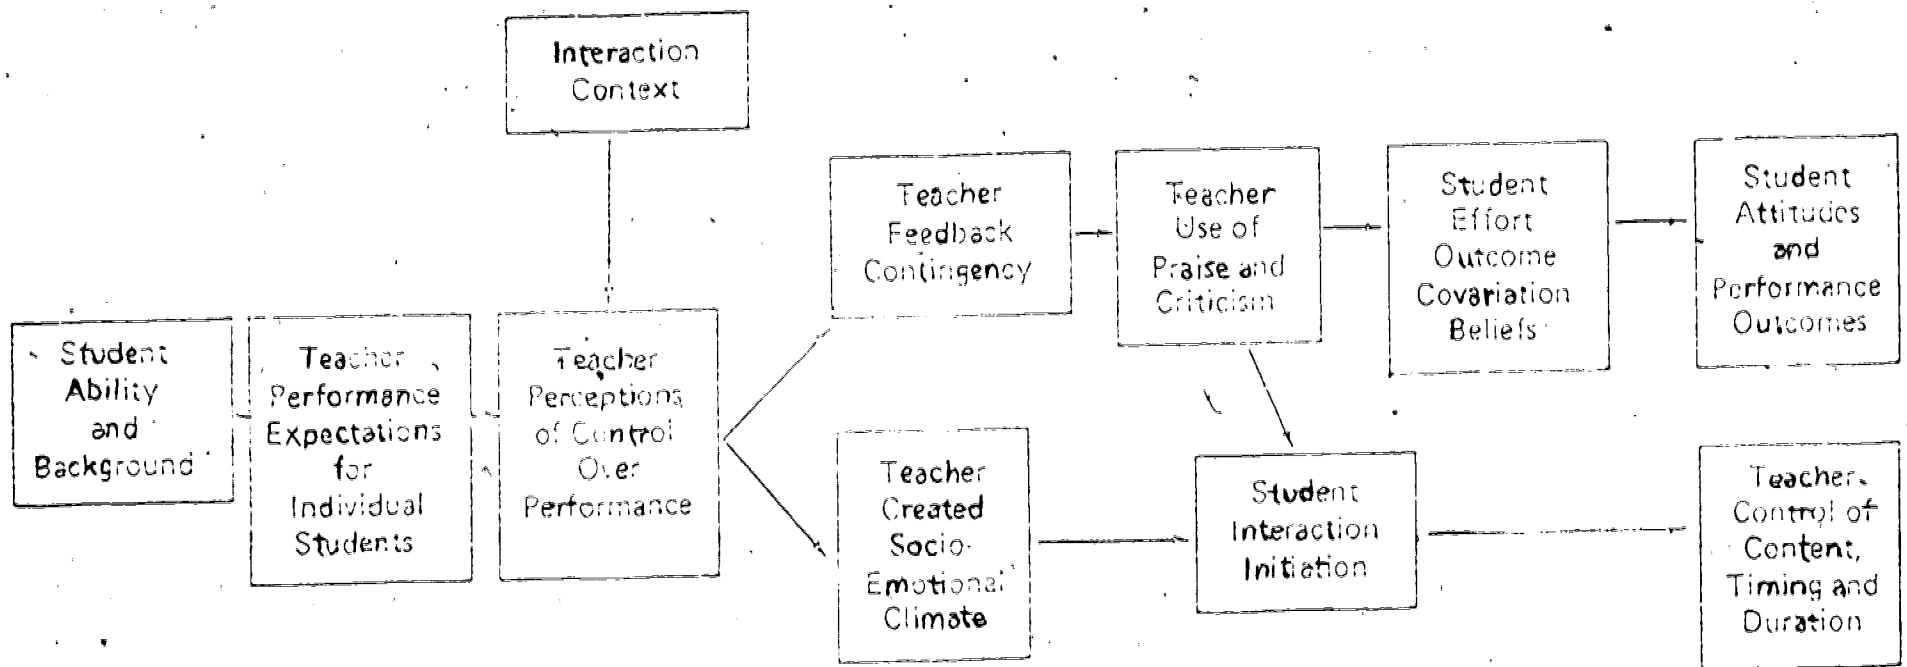 Interaction
Context
Student
Ability
and
Background
Teacher
Performance
Expectations
for
Individual
Students
Teacher
Perceptions
of Control
Over
Performance
Teacher
Feedback
Contingency
Teacher
Use of
Praise and
Criticism
Student
Effort
Outcome
Covariation
Beliefs
Student
Attitudes
and
Performance
Outcomes
Teacher
Created
Socio-
Emotional
Climate
Student
Interaction
Initiation
Teacher
Control of
Content,
Timing and
Duration